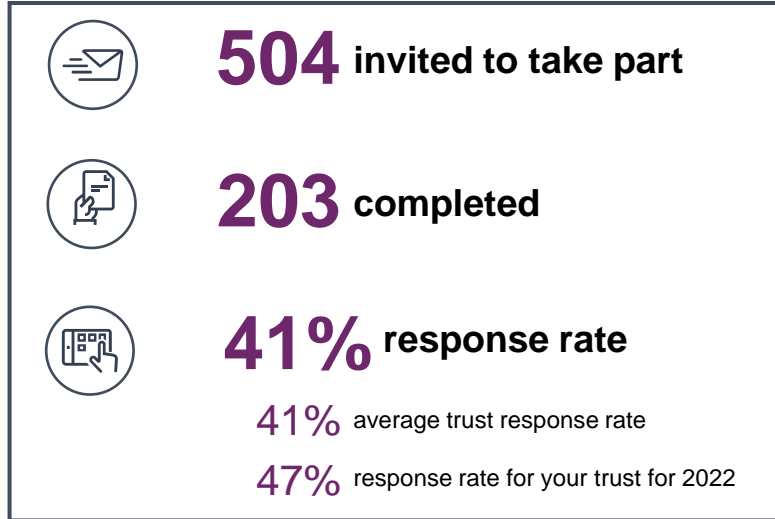 504 invited to take part
203 completed
41% response rate
41% average trust response rate
47% response rate for your trust for 2022